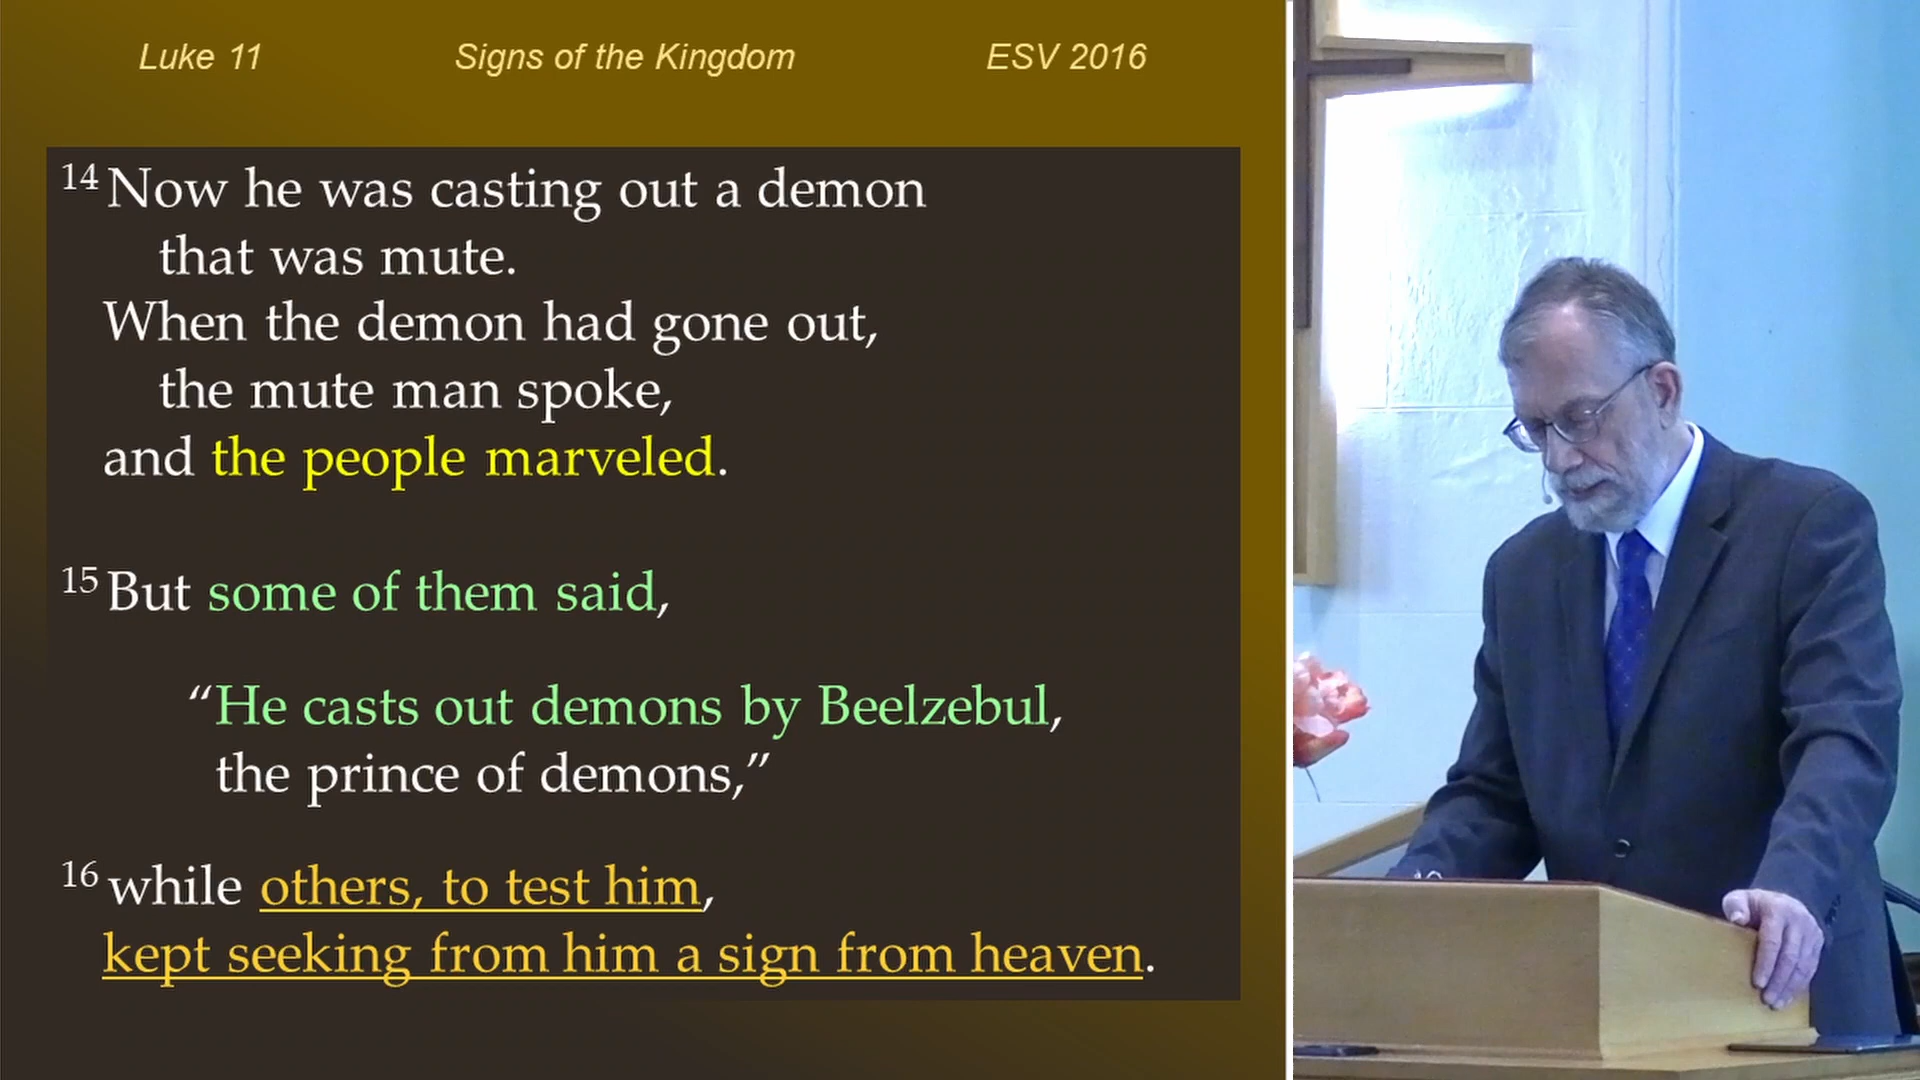 Luke 11 Signs of the Kingdom ESV 2016
14 Now he was casting out a demon
that was mute.
When the demon had gone out,
the mute man spoke,
and the people marveled.
15 But some of them said,
“He casts out demons by Beelzebul,
the prince of demons,”
16 while others, to test him,
kept seeking from him a sign from heaven.